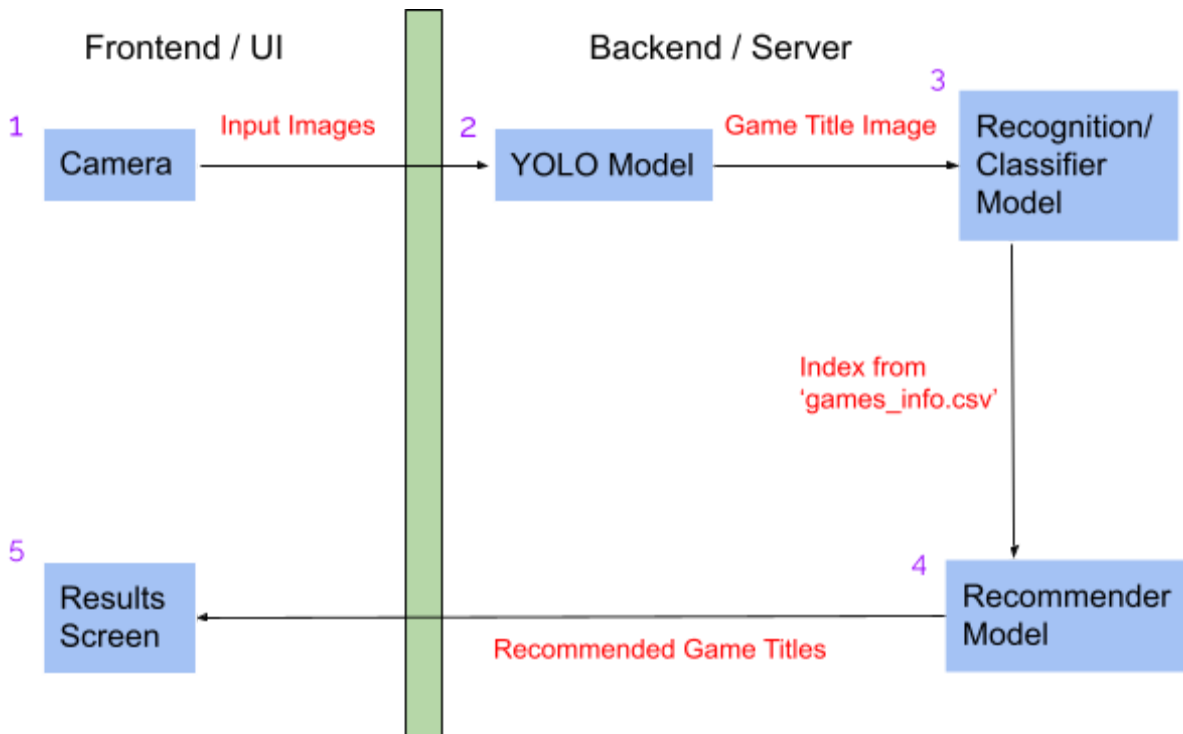 Frontend / UI
Backend / Server
1
Camera
Input Images
2
YOLO Model
Game Title Image
3
Recognition/
Classifier
Model
Index from
‘games_info.csv’
4
Recommender
Model
Recommended Game Titles
5
Results
Screen